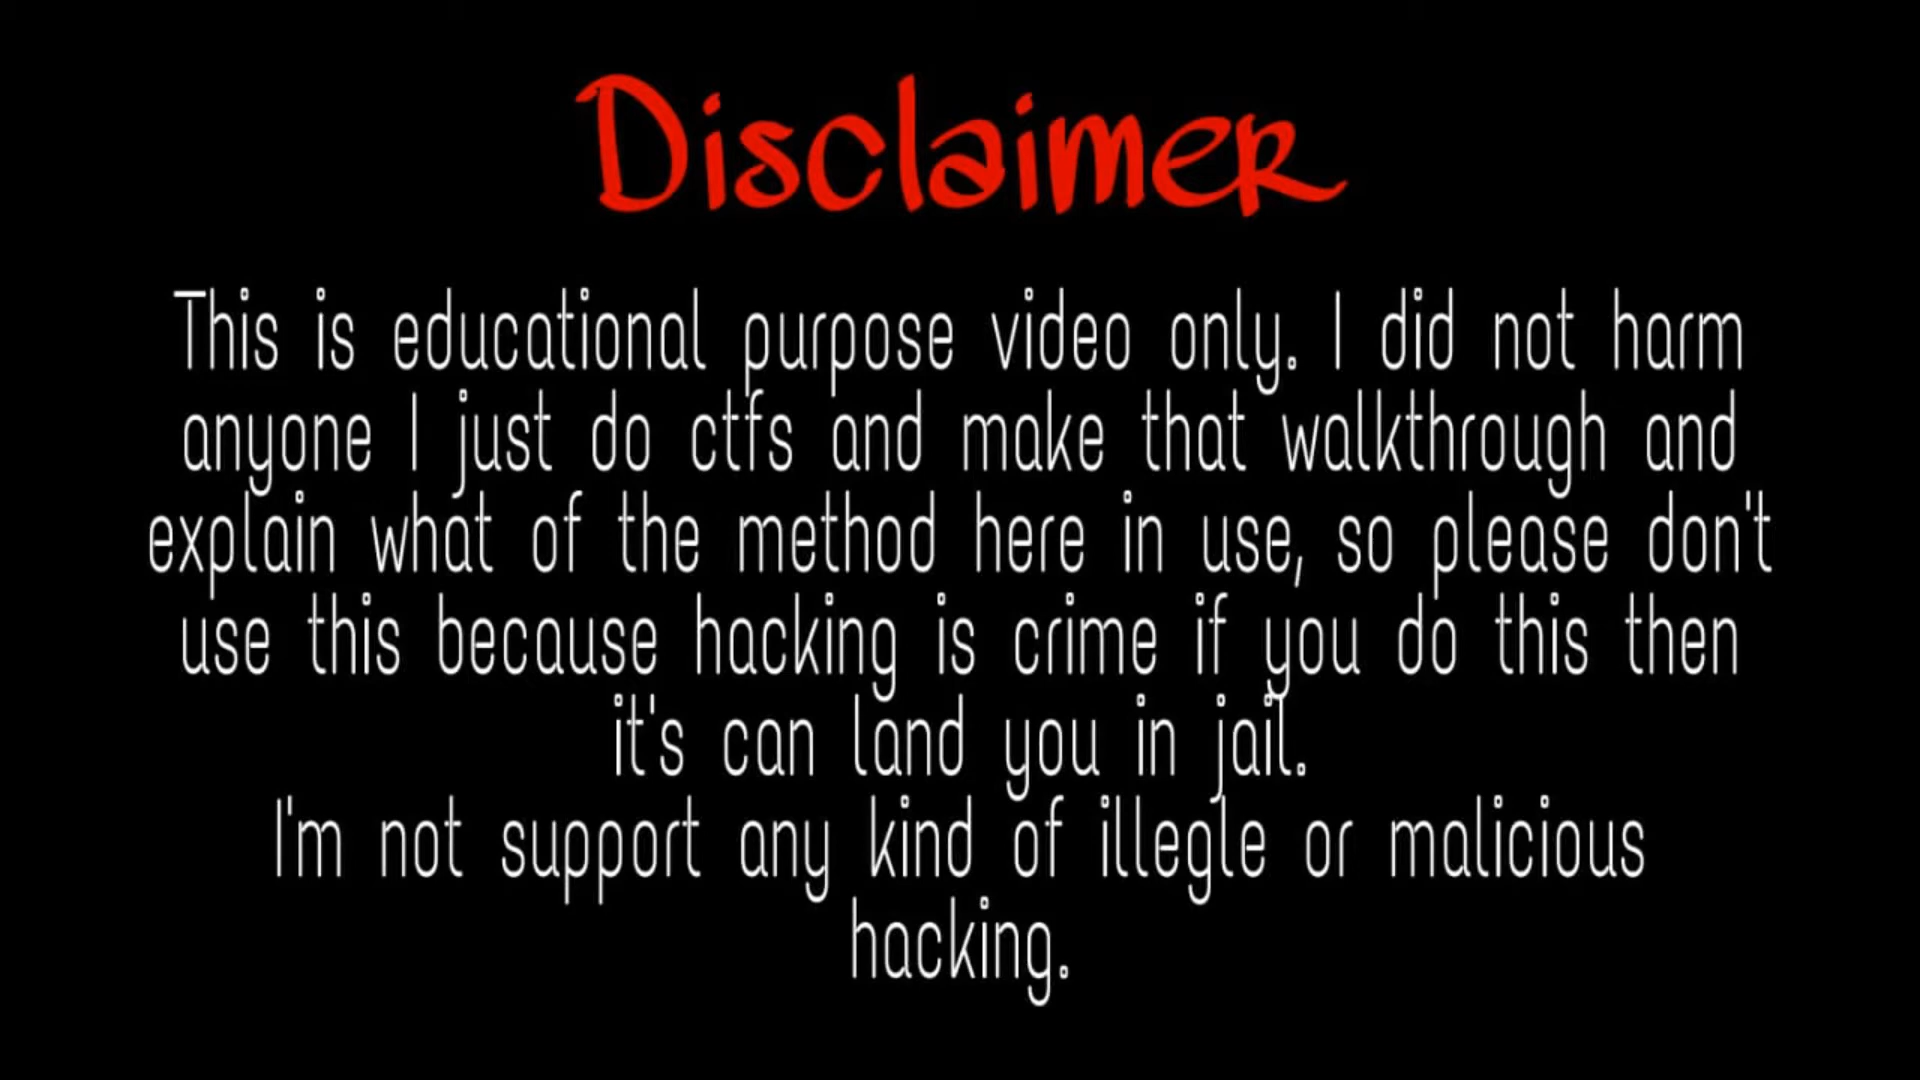 Disclaimer
This is educational purpose video only. I did not harm
anyone I just do ctfs and make that walkthrough and
explain what of the method here in use, so please don't
use this because hacking is crime if you do this then
it's can land you in jail.
I'm not support any kind of illegle or malicious
hacking.